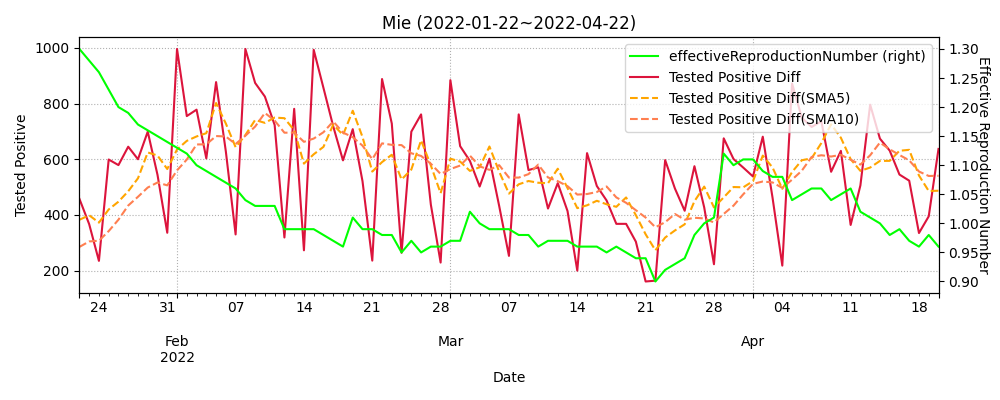 Mie (2022-01-22~2022-04-22)
effectiveReproductionNumber (right)
Tested Positive Diff
Tested Positive Diff(SMA5)
Tested Positive Diff(SMA10)
Tested Positive
1000
800
600
400
200
Effective Reproduction Number
1.30
1.25
1.20
1.15
1.10
1.05
1.00
0.95
0.90
24 31 07 14 21 28 07 14 21 28 04 11 18
Feb Mar Apr
2022
Date